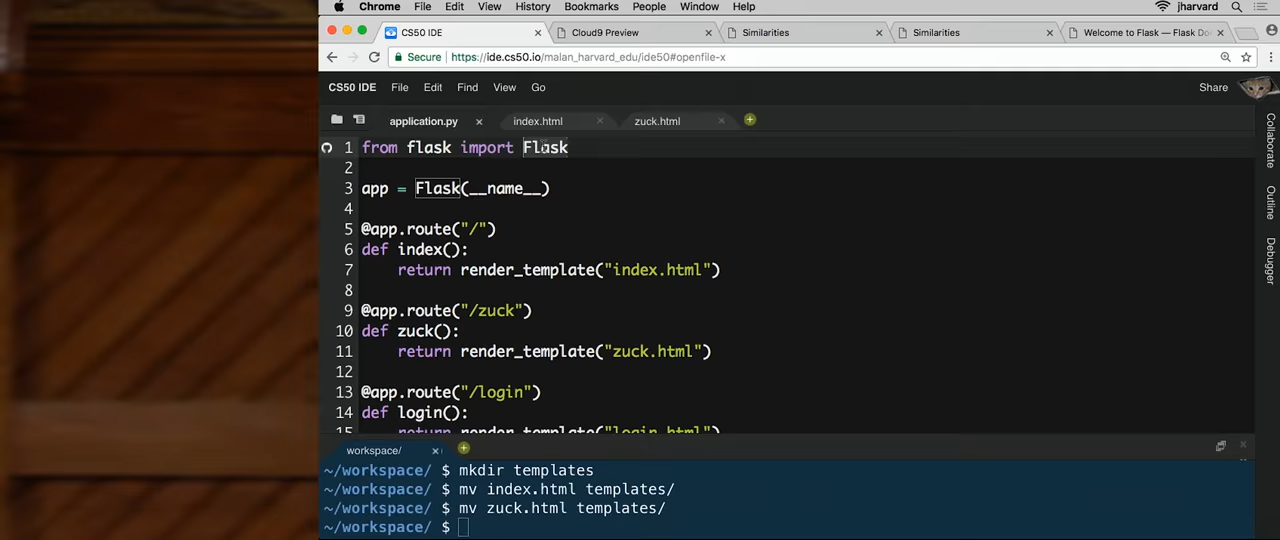 Chrome File Edit View History Bookmarks People Window Help jharvard
CS50 IDE Cloud9 Preview Similarities Similarities Welcome to Flask — Flask Do
Secure https://ide.cs50.io/malan_harvard_edu/ide50#openfile-x
CS50 IDE File Edit Find View Go Share
application.py index.html zuck.html
1 from flask import Flask
2
3 app = Flask(__name__)
4
5 @app.route("/")
6 def index():
7 return render_template("index.html")
8
9 @app.route("/zuck")
10 def zuck():
11 return render_template("zuck.html")
12
13 @app.route("/login")
14 def login():
15 return render_template("login.html")
Collaborate
Outline
Debugger
workspace/
~/workspace/ $ mkdir templates
~/workspace/ $ mv index.html templates/
~/workspace/ $ mv zuck.html templates/
~/workspace/ $